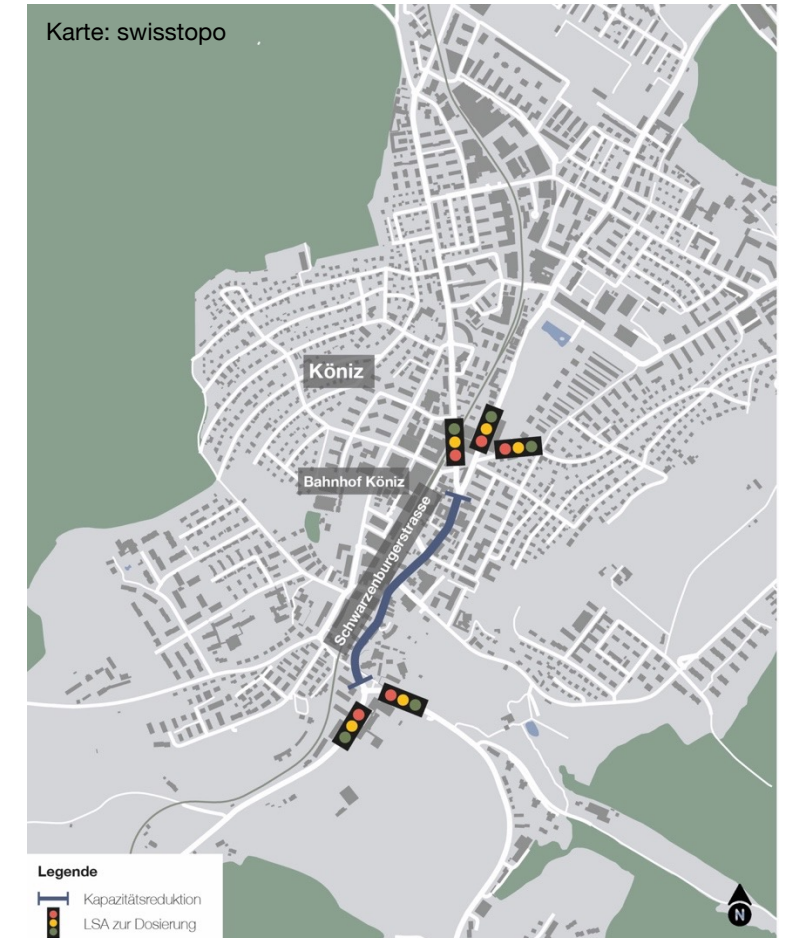 Karte: swisstopo
Köniz
Bahnhof Köniz
Schwarzenburgerstrasse
Legende
Kapazitätsreduktion
LSA zur Dosierung
N